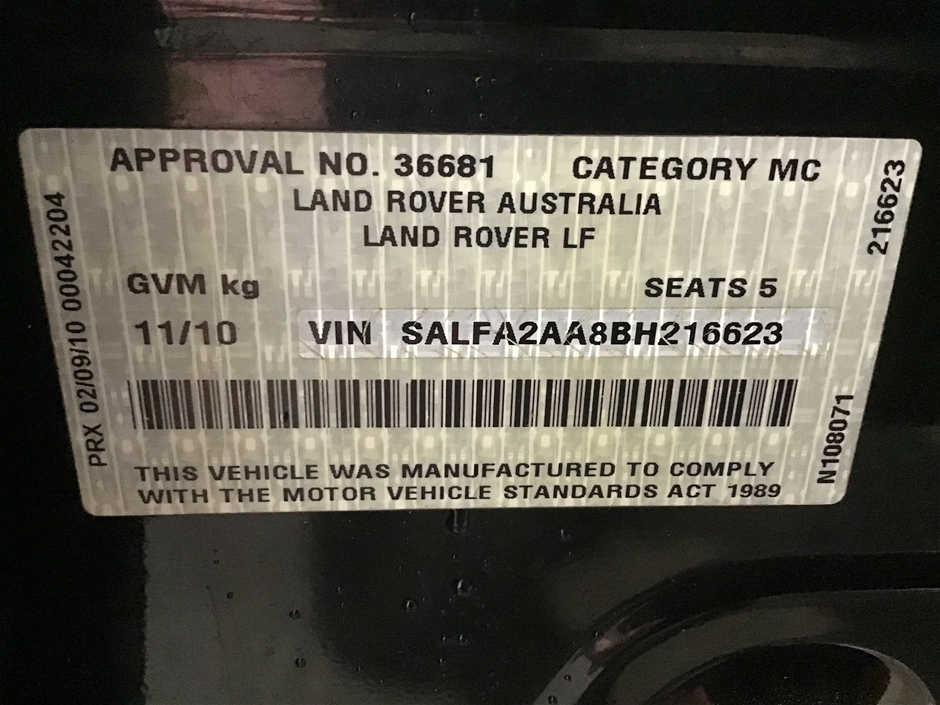 APPROVAL NO. 36681 CATEGORY MC
LAND ROVER AUSTRALIA
LAND ROVER LF
GVM kg SEATS 5
11/10 VIN SALFA2AA8BH216623
THIS VEHICLE WAS MANUFACTURED TO COMPLY
WITH THE MOTOR VEHICLE STANDARDS ACT 1989
PRX 02/09/10 00042204
216623
N108071